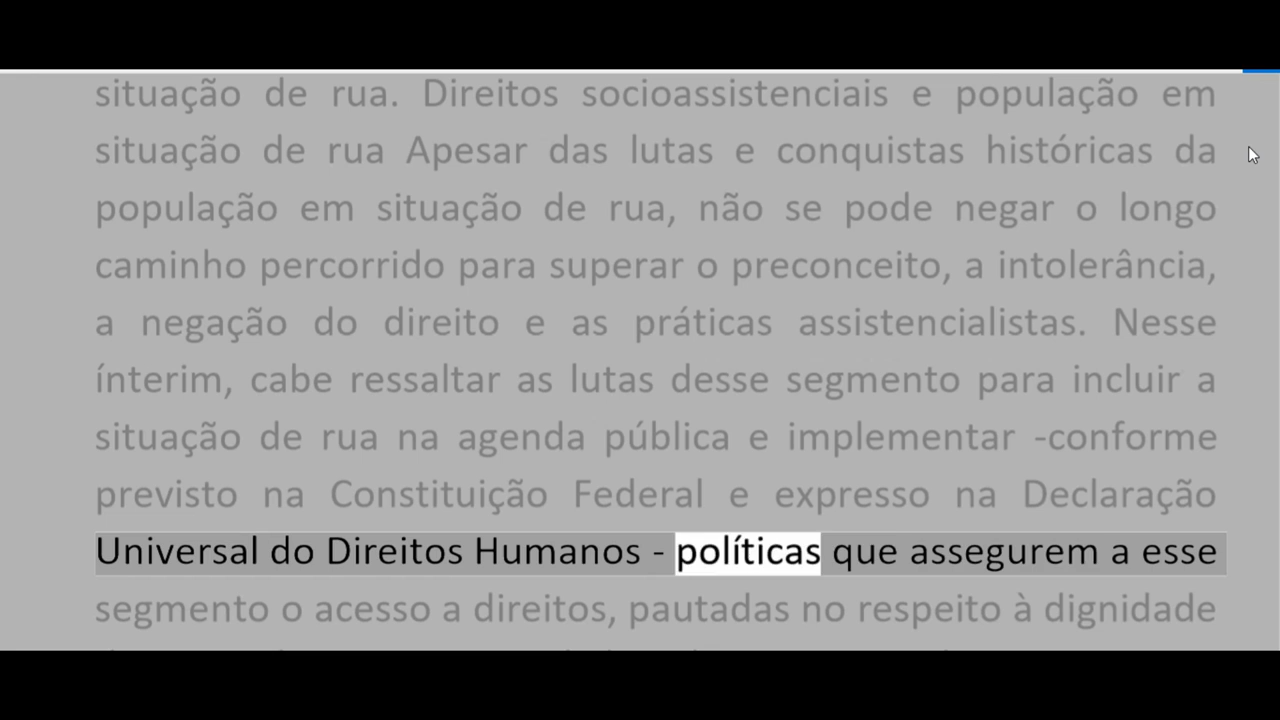 situação de rua. Direitos socioassistenciais e população em
situação de rua Apesar das lutas e conquistas históricas da
população em situação de rua, não se pode negar o longo
caminho percorrido para superar o preconceito, a intolerância,
a negação do direito e as práticas assistencialistas. Nesse
ínterim, cabe ressaltar as lutas desse segmento para incluir a
situação de rua na agenda pública e implementar -conforme
previsto na Constituição Federal e expresso na Declaração
Universal do Direitos Humanos - políticas que assegurem a esse
segmento o acesso a direitos, pautadas no respeito à dignidade